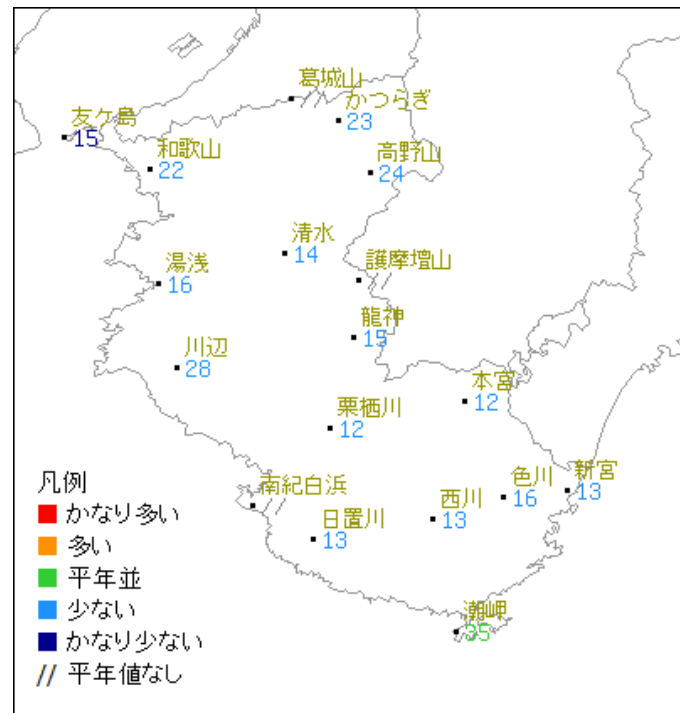 葛城山
//
かつらぎ
23
友ケ島
15
和歌山
22
高野山
24
清水
14
護摩壇山
//
湯浅
16
龍神
15
川辺
28
本宮
12
栗栖川
12
色川
16
新宮
13
南紀白浜
//
西川
13
日置川
13
潮岬
35
凡例
かなり多い
多い
平年並
少ない
かなり少ない
// 平年値なし